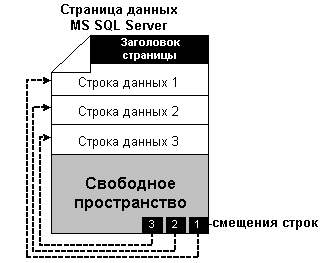 Страница данных
MS SQL Server
Заголовок
страницы
Строка данных 1
Строка данных 2
Строка данных 3
Свободное
пространство
3 2 1 смещения строк